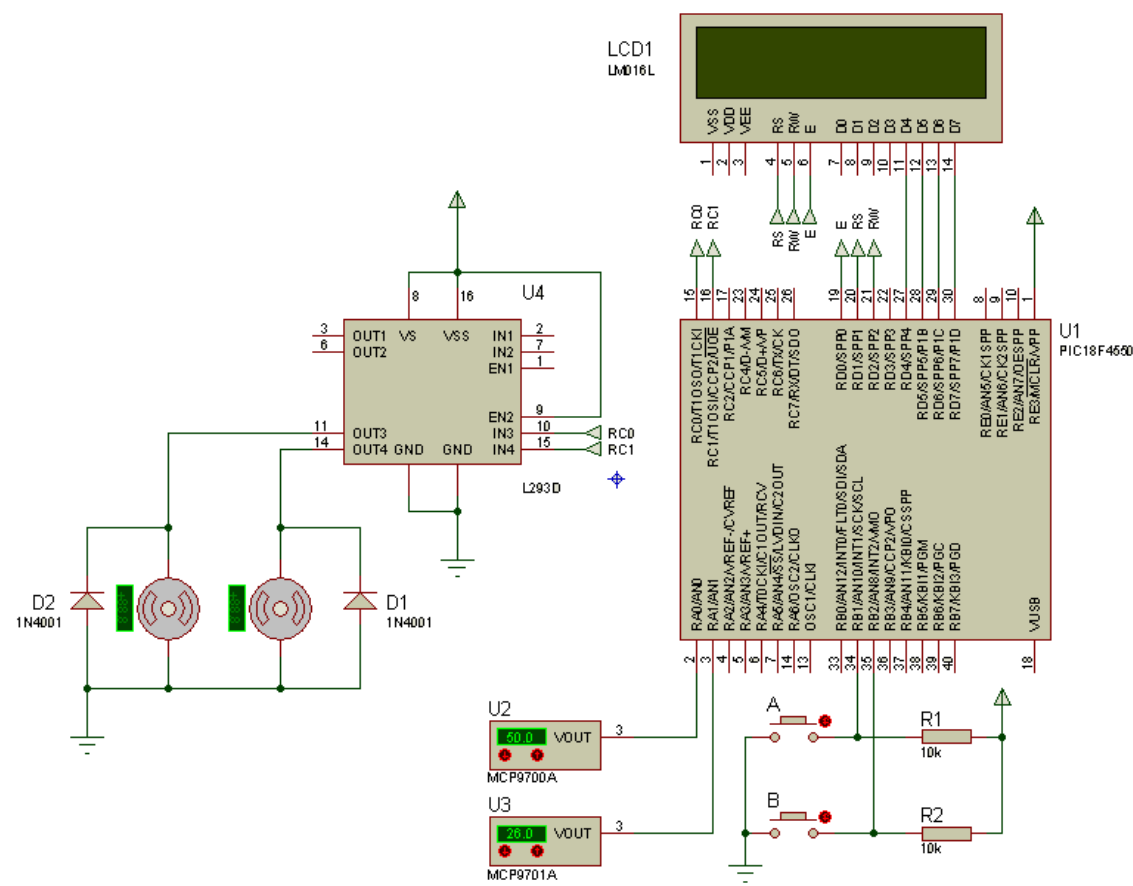 LCD1
LM016L
VSS
VDD
VEE
RS
RW
E
D0
D1
D2
D3
D4
D5
D6
D7
1
2
3
4
5
6
7
8
9
10
11
12
13
14
RS
RW
E
RC0
RC1
E
RS
RW
15
16
17
23
24
25
26
19
20
21
22
27
28
29
30
8
9
10
1
U1
PIC18F4550
RC0/T1OSO/T1CKI
RC1/T1OSI/CCP2/UOE
RC2/CCP1/P1A
RC4/D-/VM
RC5/D+/VP
RC6/TX/CK
RC7/RX/DT/SDO
RD0/SPP0
RD1/SPP1
RD2/SPP2
RD3/SPP3
RD4/SPP4
RD5/SPP5/P1B
RD6/SPP6/P1C
RD7/SPP7/P1D
RE0/AN5/CK1SPP
RE1/AN6/CK2SPP
RE2/AN7/OESPP
RE3/MCLR/VPP
RA0/AN0
RA1/AN1
RA2/AN2/VREF-/CVREF
RA3/AN3/VREF+
RA4/T0CKI/C1OUT/RCV
RA5/AN4/SS/LVDIN/C2OUT
RA6/OSC2/CLKO
OSC1/CLKI
RB0/AN12/INT0/FLT0/SDI/SDA
RB1/AN10/INT1/SCK/SCL
RB2/AN8/INT2/VMO
RB3/AN9/CCP2/VPO
RB4/AN11/KBI0/CSSPP
RB5/KBI1/PGM
RB6/KBI2/PGC
RB7/KBI3/PGD
VUSB
2
3
4
5
6
7
14
13
33
34
35
36
37
38
39
40
18
8
16
U4
3
OUT1
VS
VSS
IN1
2
6
OUT2
IN2
7
EN1
1
EN2
9
11
OUT3
IN3
10
RC0
14
OUT4
GND
GND
IN4
15
RC1
L293D
D2
1N4001
D1
1N4001
U2
50.0
VOUT
3
MCP9700A
U3
26.0
VOUT
3
MCP9701A
A
R1
10k
B
R2
10k